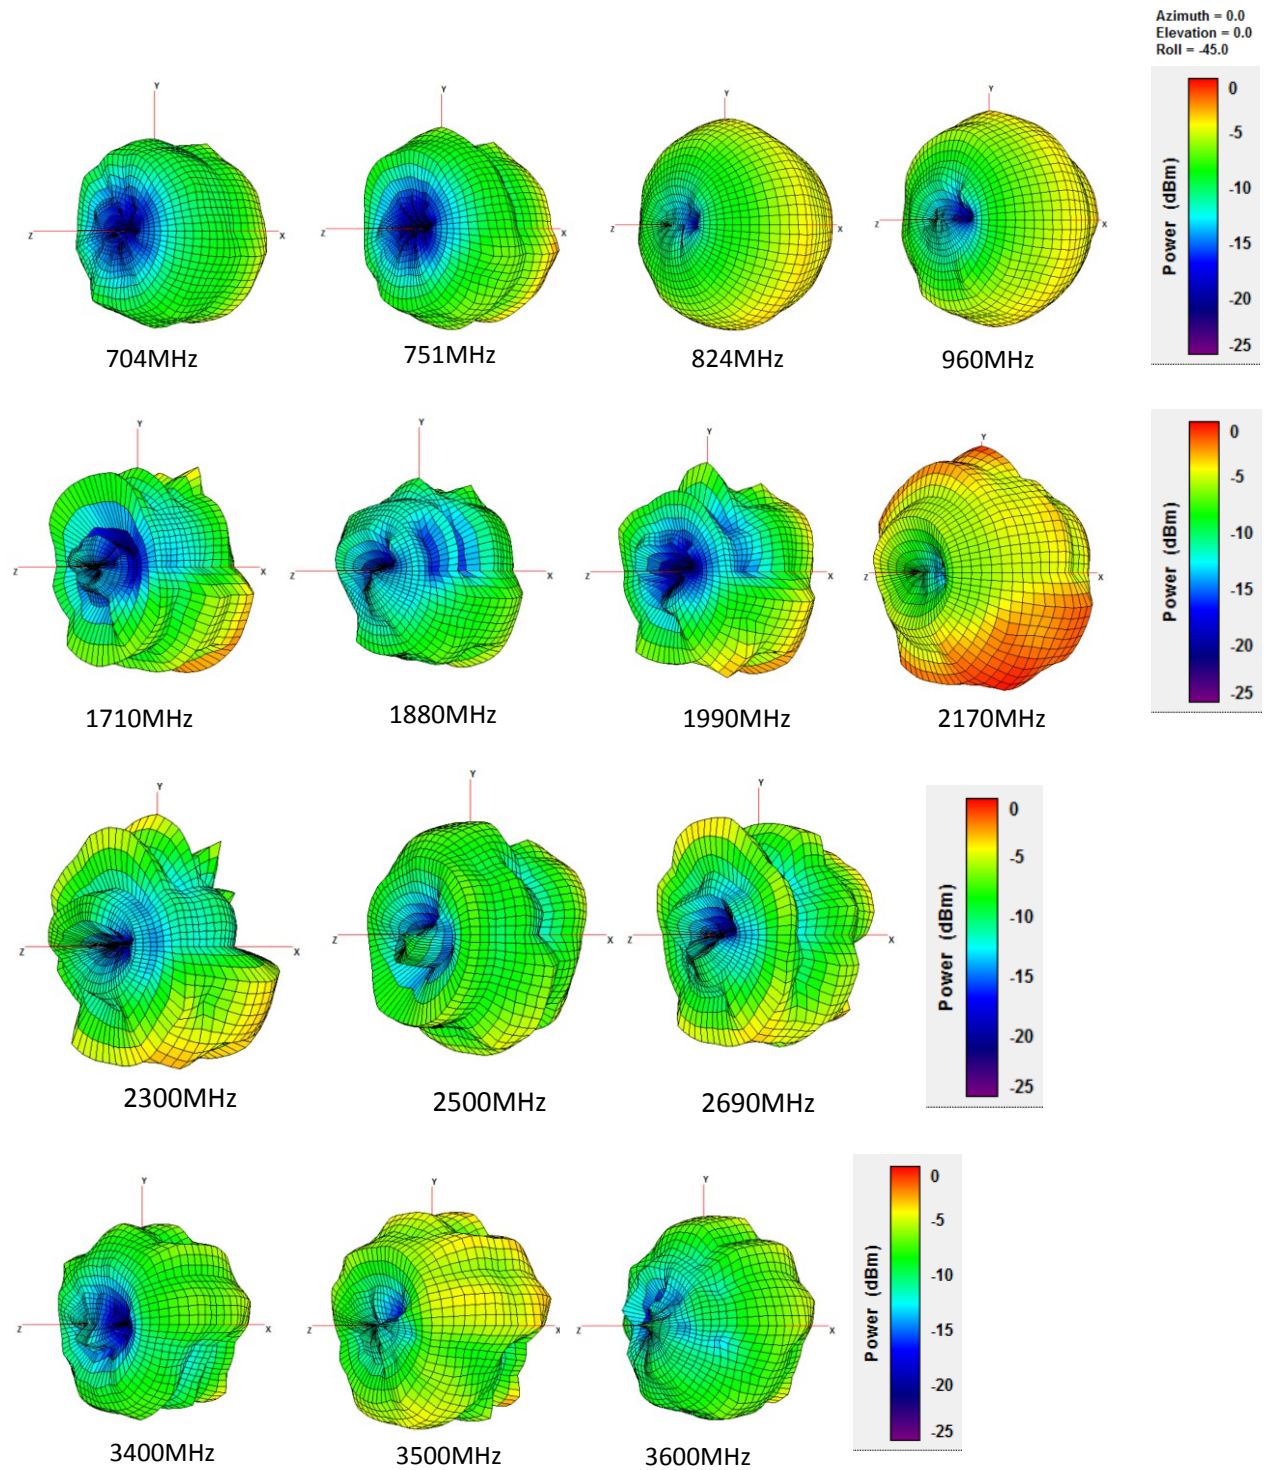 Azimuth = 0.0
Elevation = 0.0
Roll = -45.0
Y
Z
X
Y
Z
X
Y
Z
X
Y
Z
X
Power (dBm)
0
-5
-10
-15
-20
-25
704MHz
751MHz
824MHz
960MHz
Y
Z
X
Y
Z
X
Y
Z
X
Y
Z
X
Power (dBm)
0
-5
-10
-15
-20
-25
1710MHz
1880MHz
1990MHz
2170MHz
Y
Z
X
Y
Z
X
Y
Z
X
Power (dBm)
0
-5
-10
-15
-20
-25
2300MHz
2500MHz
2690MHz
Y
Z
X
Y
Z
X
Y
Z
X
Power (dBm)
0
-5
-10
-15
-20
-25
3400MHz
3500MHz
3600MHz